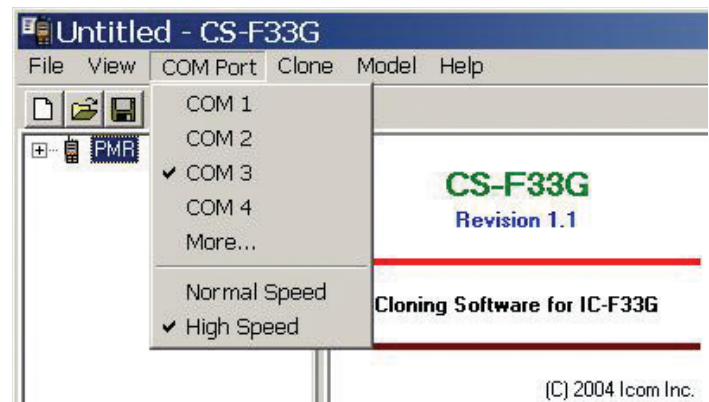 Untitled - CS-F33G
File View COM Port Clone Model Help
COM 1
COM 2
COM 3
COM 4
More...
Normal Speed
High Speed
PMR
CS-F33G
Revision 1.1
Cloning Software for IC-F33G
(C) 2004 Icom Inc.